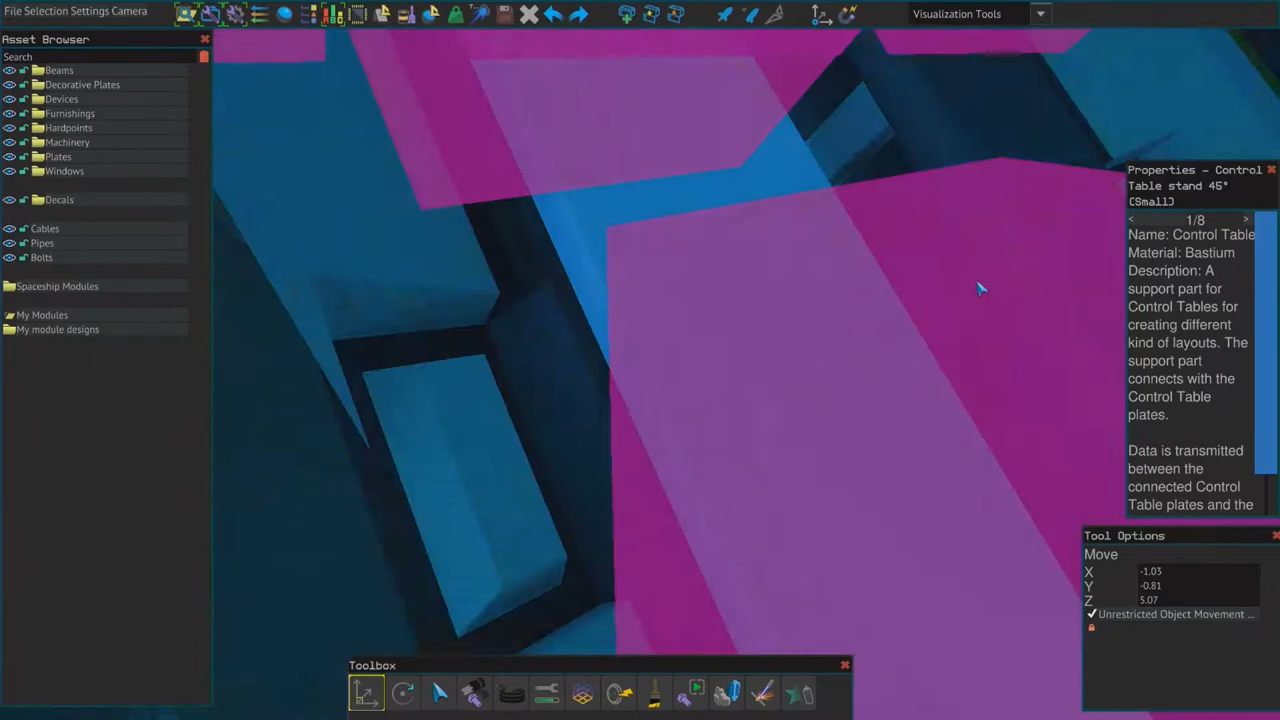 File Selection Settings Camera
Visualization Tools
Asset Browser
Search
Beams
Decorative Plates
Devices
Furnishings
Hardpoints
Machinery
Plates
Windows
Decals
Cables
Pipes
Bolts
Spaceship Modules
My Modules
My module designs
Properties - Control
Table stand 45°
(Small)
< 1/8 >
Name: Control Table
Material: Bastium
Description: A
support part for
Control Tables for
creating different
kind of layouts. The
support part
connects with the
Control Table
plates.
Data is transmitted
between the
connected Control
Table plates and the
Tool Options
Move
X -1.03
Y -0.81
Z 5.07
Unrestricted Object Movement ...
Toolbox